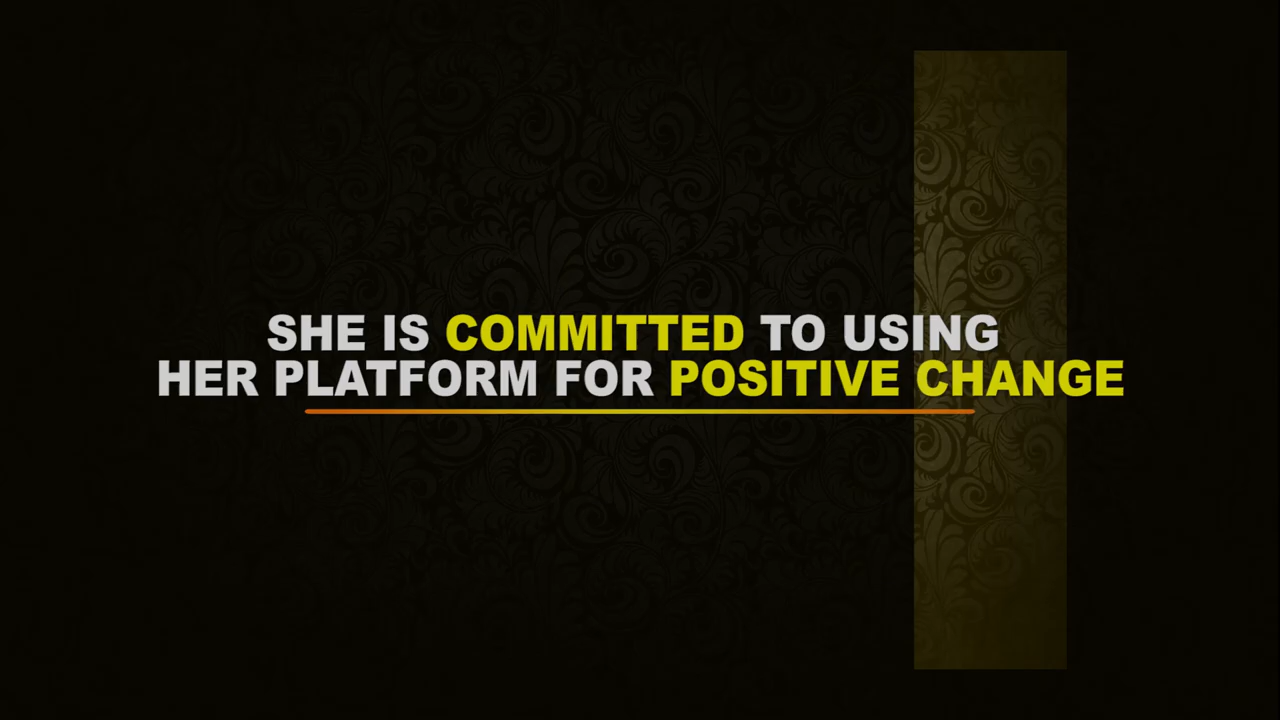 SHE IS COMMITTED TO USING
HER PLATFORM FOR POSITIVE CHANGE